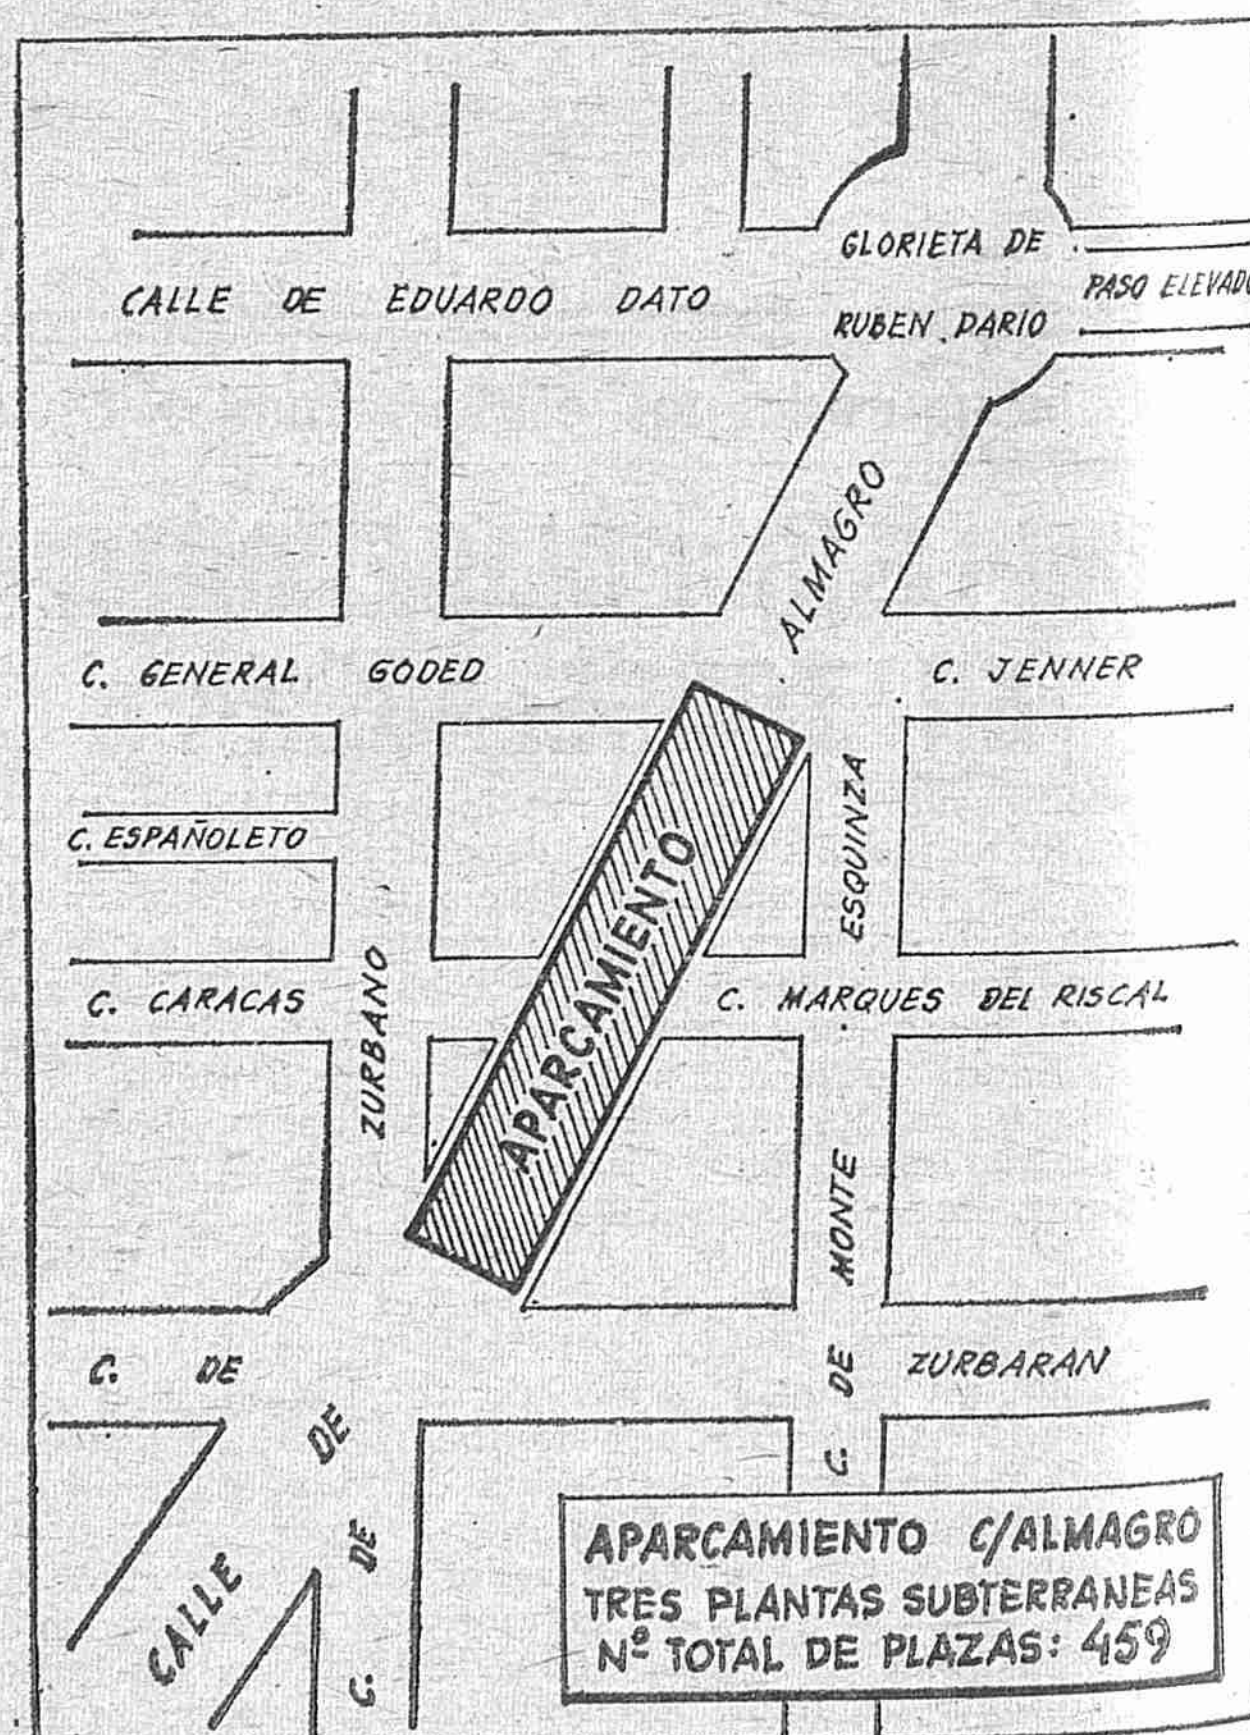 GLORIETA DE
CALLE DE EDUARDO DATO
PASO ELEVADO
RUBEN DARIO
ALMAGRO
C. GENERAL GODED
C. JENNER
C. ESPAÑOLETO
ESQUINZA
APARCAMIENTO
ZURBANO
C. CARACAS
C. MARQUES DEL RISCAL
MONTE
C. DE
DE
ZURBARAN
DE
C.
CALLE
DE
C.
APARCAMIENTO C/ALMAGRO
TRES PLANTAS SUBTERRANEAS
Nº TOTAL DE PLAZAS: 459